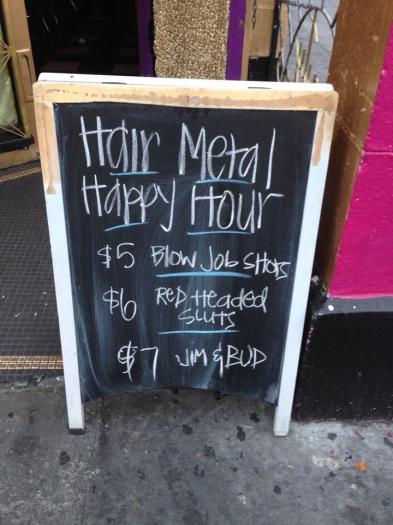 Hair Metal
Happy Hour
$5 Blow Job Shots
$6 Red Headed
Sluts
$7 Jim & Bud